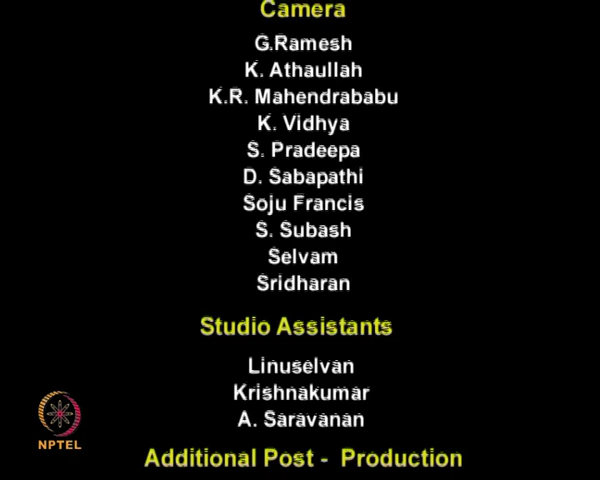 Camera
G.Ramesh
K. Athaullah
K.R. Mahendrababu
K. Vidhya
S. Pradeepa
D. Sabapathi
Soju Francis
S. Subash
Selvam
Sridharan
Studio Assistants
Linuselvan
Krishnakumar
A. Saravanan
NPTEL
Additional Post -  Production